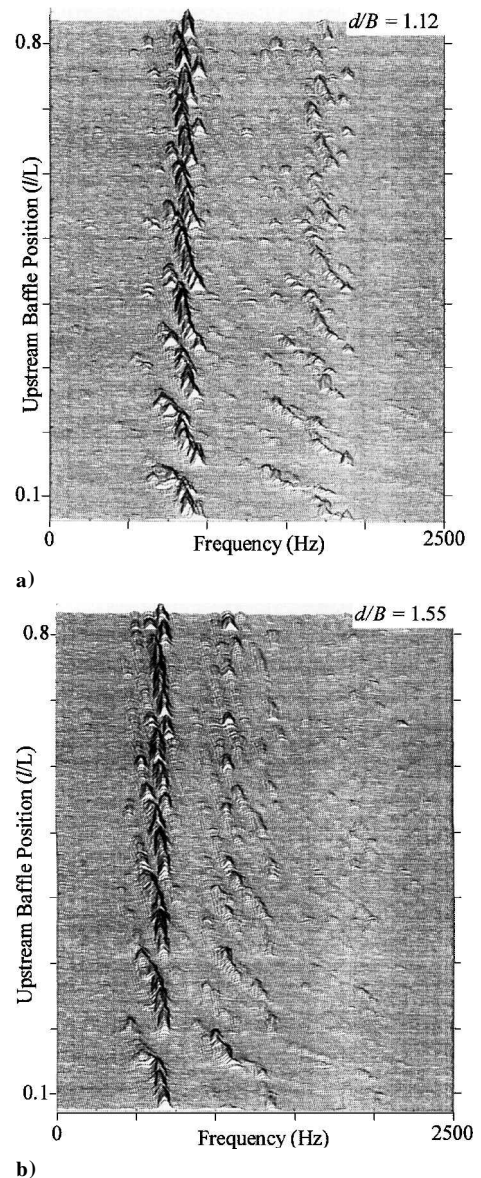 d/B = 1.12
0.8
Upstream Baffle Position (l/L)
0.1
0
Frequency (Hz)
2500
a)
d/B = 1.55
0.8
Upstream Baffle Position (l/L)
0.1
0
Frequency (Hz)
2500
b)